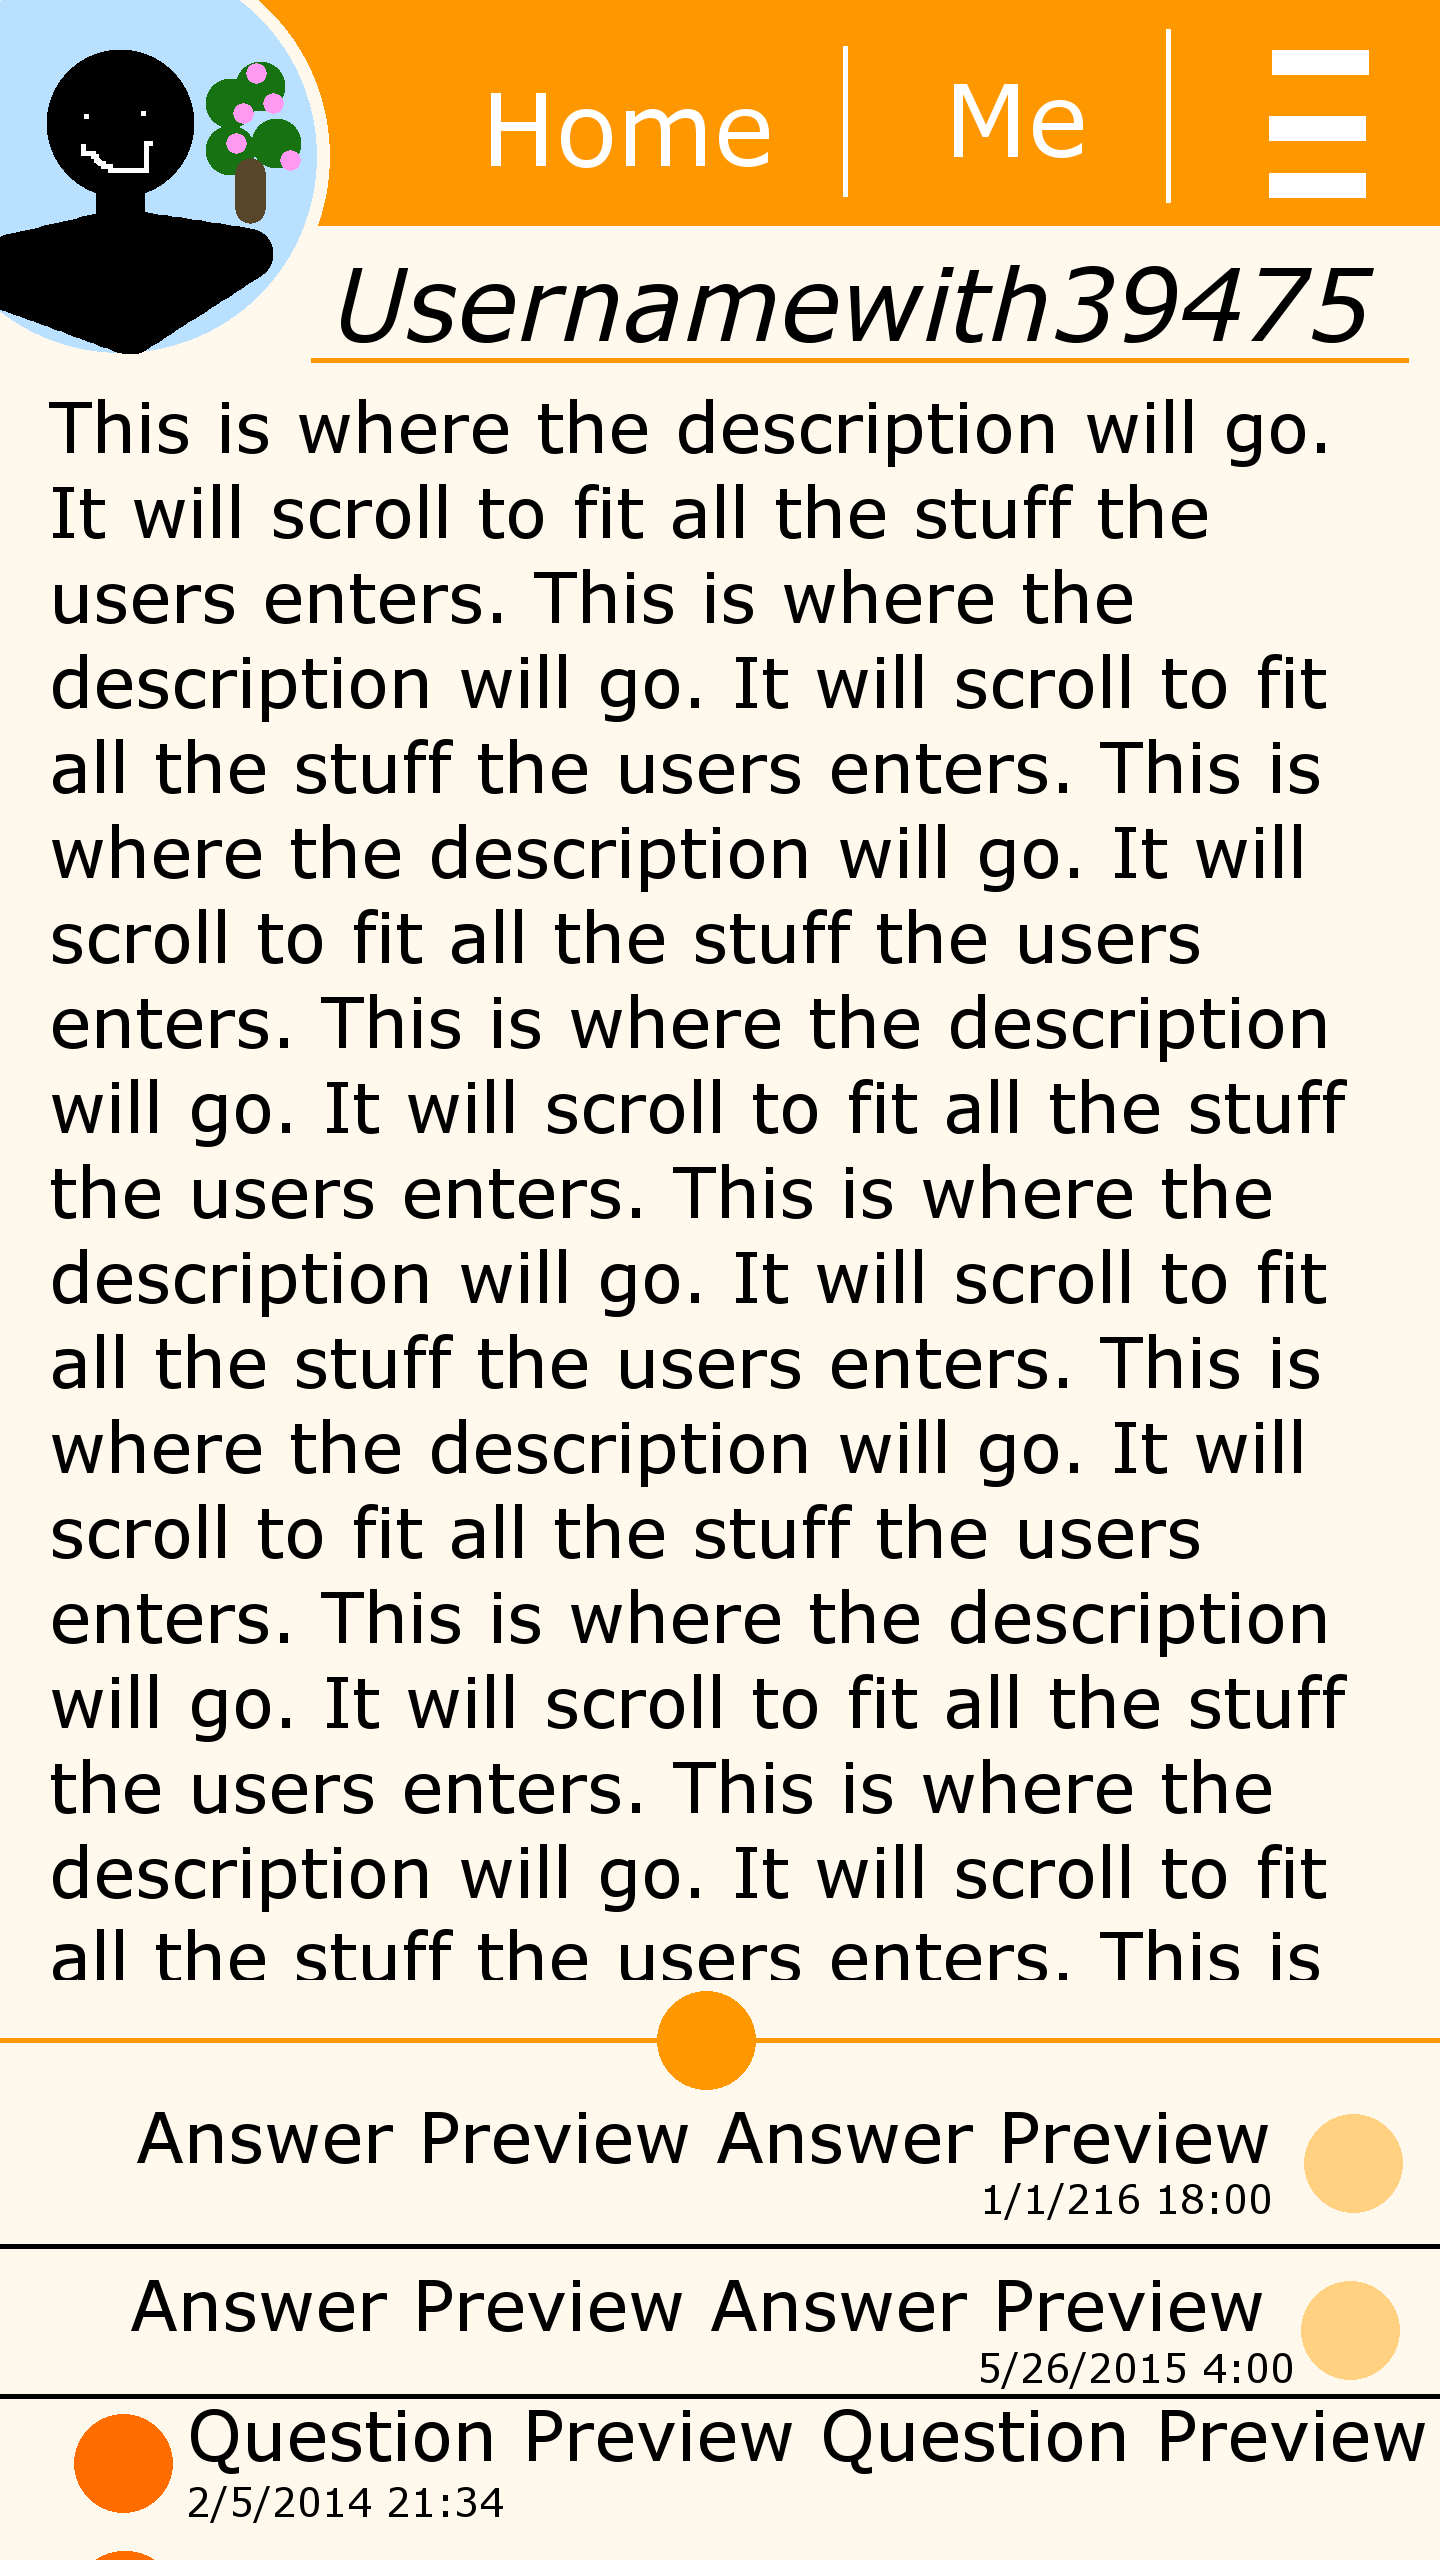 Home
Me
Usernamewith39475
This is where the description will go.
It will scroll to fit all the stuff the
users enters. This is where the
description will go. It will scroll to fit
all the stuff the users enters. This is
where the description will go. It will
scroll to fit all the stuff the users
enters. This is where the description
will go. It will scroll to fit all the stuff
the users enters. This is where the
description will go. It will scroll to fit
all the stuff the users enters. This is
where the description will go. It will
scroll to fit all the stuff the users
enters. This is where the description
will go. It will scroll to fit all the stuff
the users enters. This is where the
description will go. It will scroll to fit
all the stuff the users enters. This is
Answer Preview Answer Preview
1/1/216 18:00
Answer Preview Answer Preview
5/26/2015 4:00
Question Preview Question Preview
2/5/2014 21:34